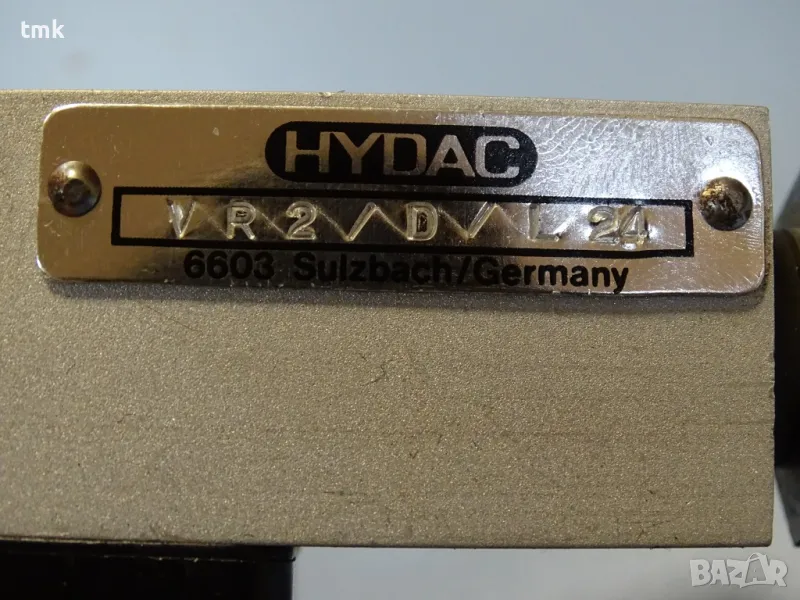 tmk
HYDAC
VR2/D/L24
6603 Sulzbach/Germany
BAZAR